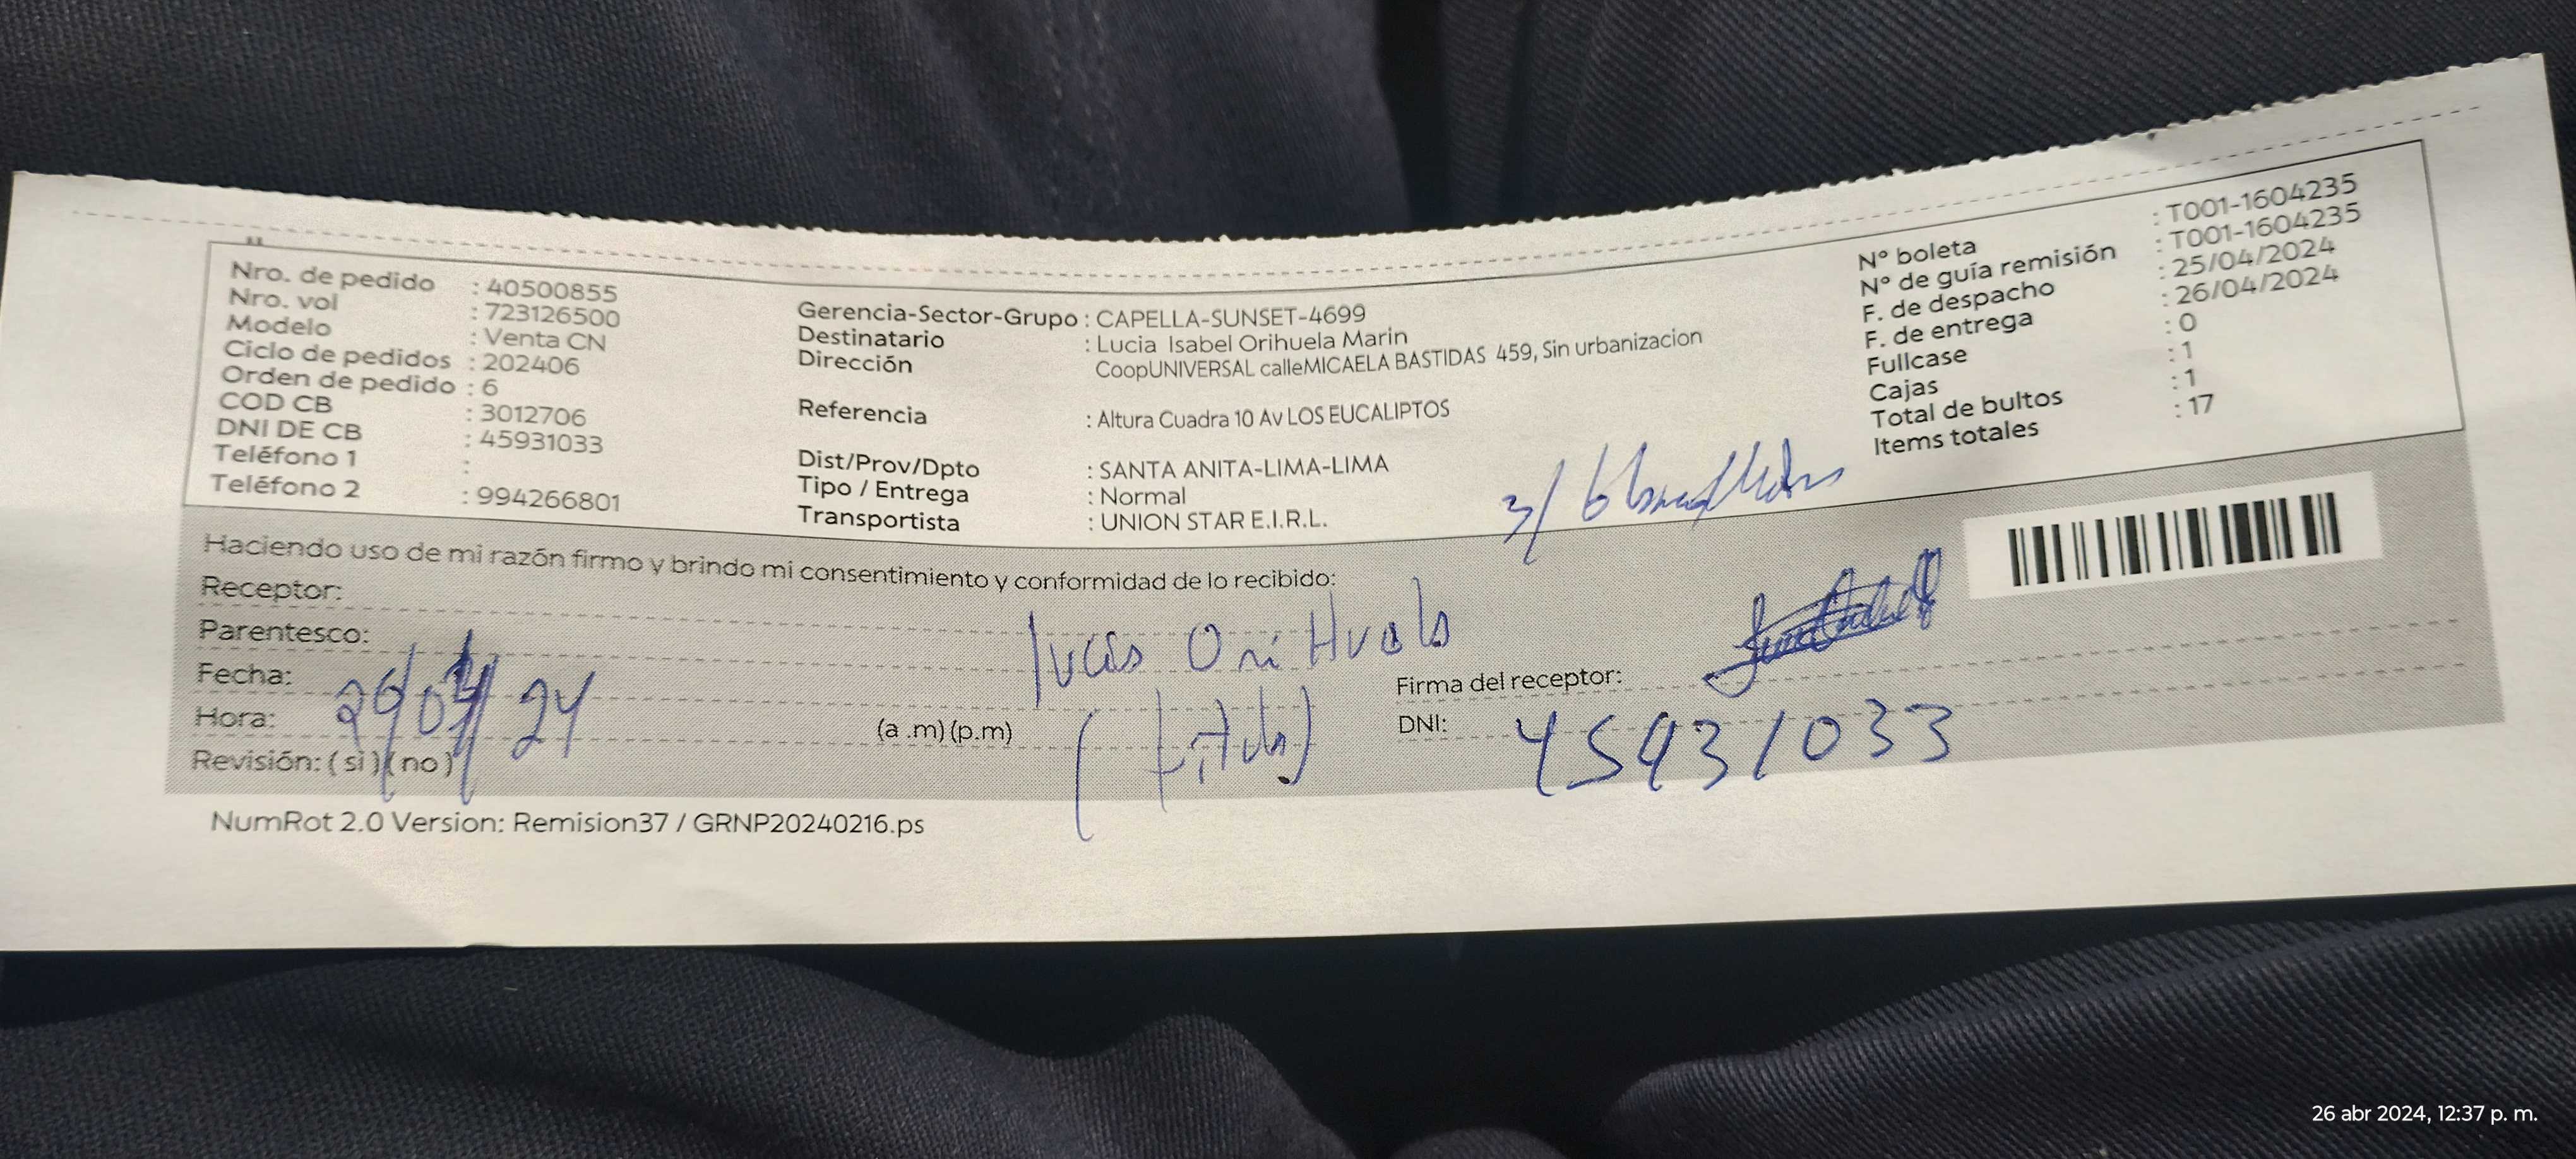 Nro. de pedido : 40500855
Nro. vol : 723126500
Modelo : Venta CN
Ciclo de pedidos : 202406
Orden de pedido : 6
COD CB : 3012706
DNI DE CB : 45931033
Teléfono 1 :
Teléfono 2 : 994266801
Gerencia-Sector-Grupo : CAPELLA-SUNSET-4699
Destinatario : Lucia Isabel Orihuela Marin
Dirección CoopUNIVERSAL calleMICAELA BASTIDAS 459, Sin urbanizacion
Referencia : Altura Cuadra 10 Av LOS EUCALIPTOS
Dist/Prov/Dpto : SANTA ANITA-LIMA-LIMA
Tipo / Entrega : Normal
Transportista : UNION STAR E.I.R.L.
N° boleta : T001-1604235
N° de guía remisión : T001-1604235
F. de despacho : 25/04/2024
F. de entrega : 26/04/2024
Fullcase : 0
Cajas : 1
Total de bultos : 1
Items totales : 17
3/
Haciendo uso de mi razón firmo y brindo mi consentimiento y conformidad de lo recibido:
Receptor:
Parentesco:
Fecha: 26/04/24
Hora: (a .m) (p.m)
Revisión: ( si ) ( no )
Orihuela
Firma del receptor:
DNI: 45931033
NumRot 2.0 Version: Remision37 / GRNP20240216.ps
26 abr 2024, 12:37 p. m.